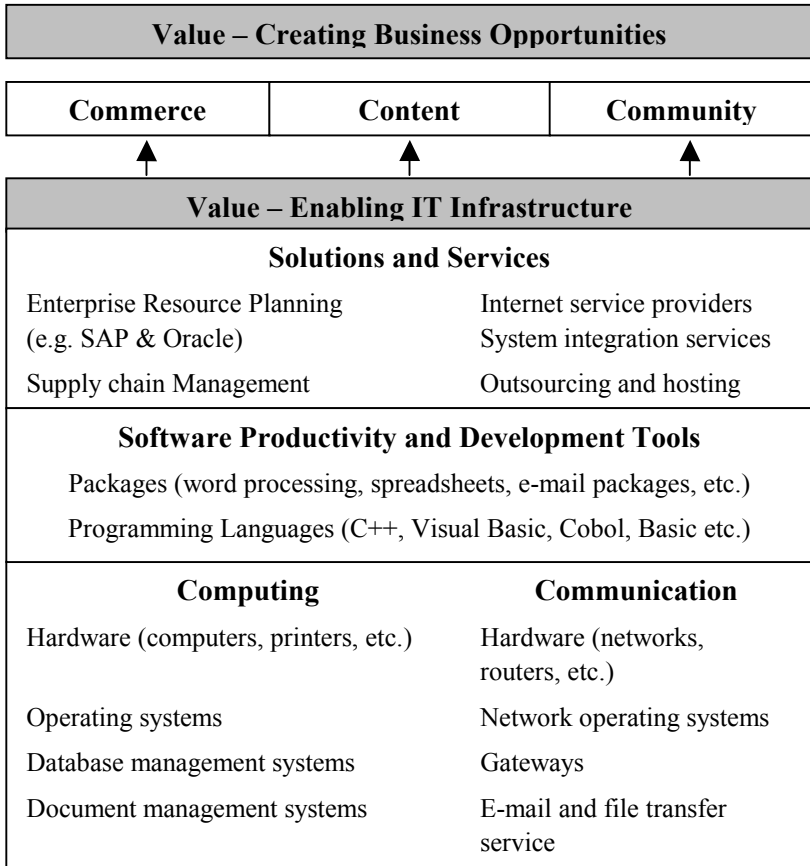 Value – Creating Business Opportunities
Commerce Content Community
Value – Enabling IT Infrastructure
Solutions and Services
Enterprise Resource Planning
(e.g. SAP & Oracle)
Supply chain Management
Internet service providers
System integration services
Outsourcing and hosting
Software Productivity and Development Tools
Packages (word processing, spreadsheets, e-mail packages, etc.)
Programming Languages (C++, Visual Basic, Cobol, Basic etc.)
Computing
Hardware (computers, printers, etc.)
Operating systems
Database management systems
Document management systems
Communication
Hardware (networks,
routers, etc.)
Network operating systems
Gateways
E-mail and file transfer
service